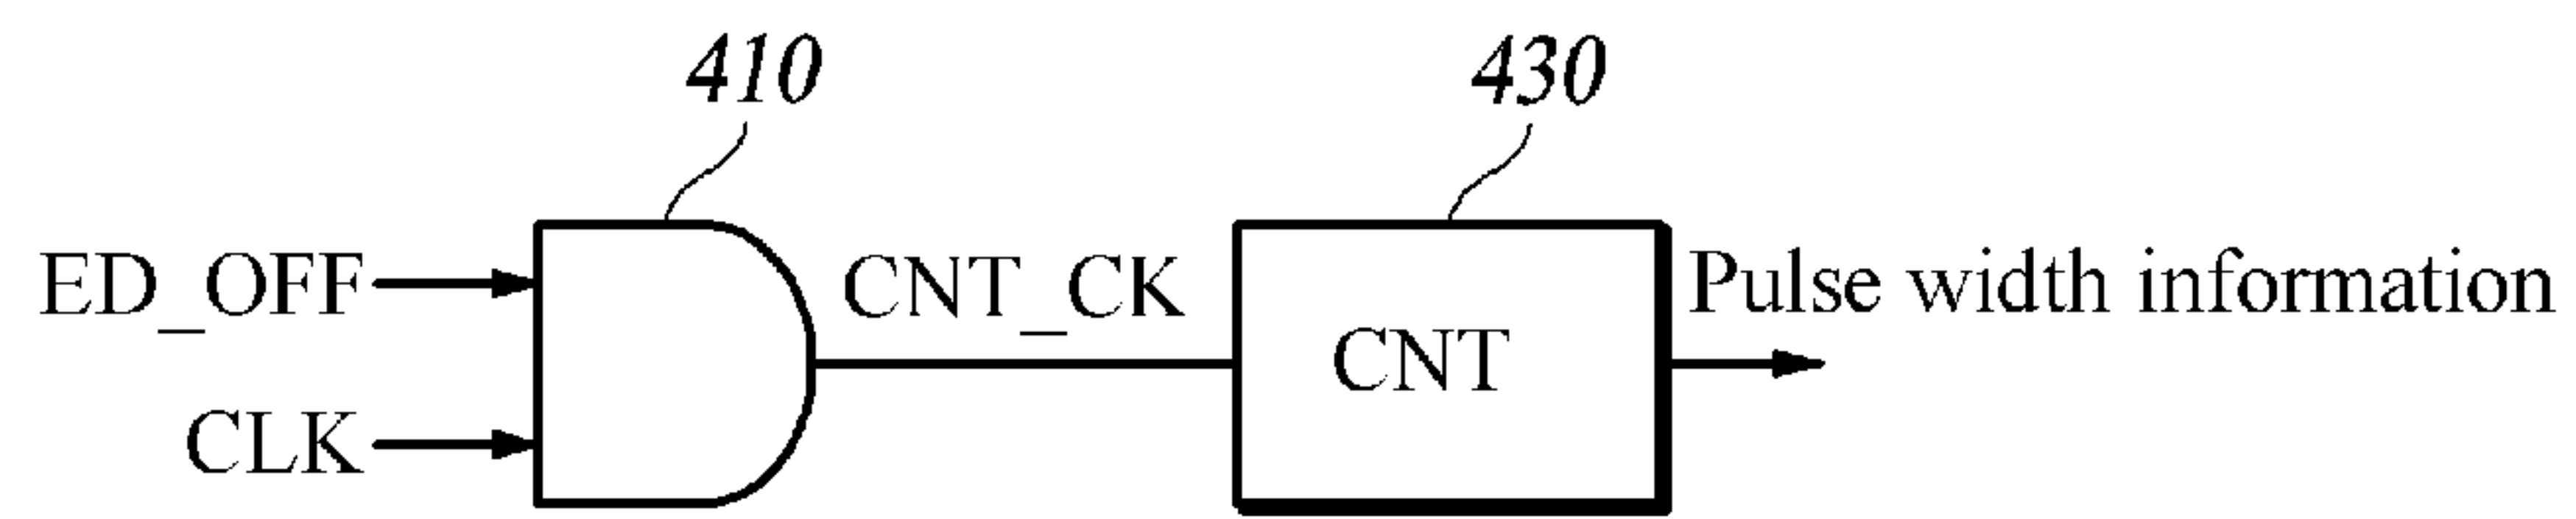 410
430
ED_OFF
CNT_CK
Pulse width information
CNT
CLK